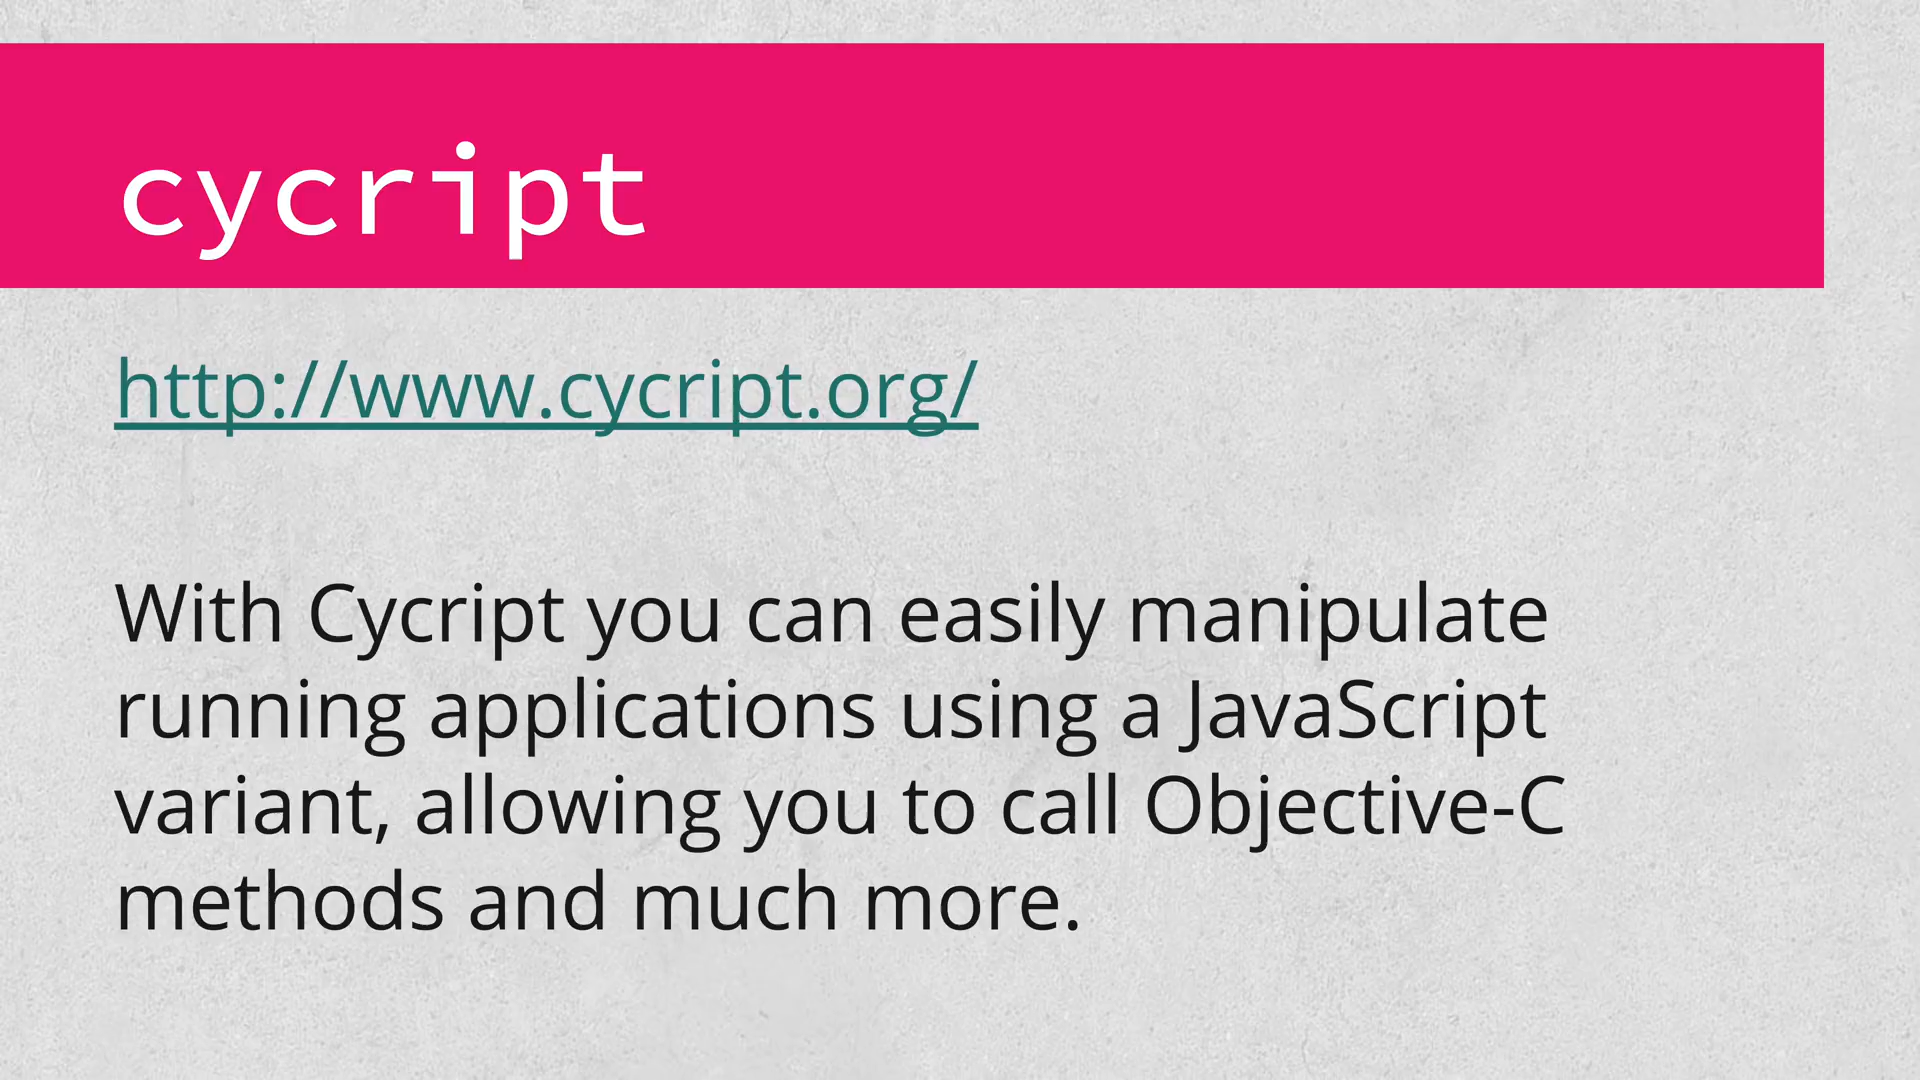 cycript
http://www.cycript.org/
With Cycript you can easily manipulate
running applications using a JavaScript
variant, allowing you to call Objective-C
methods and much more.